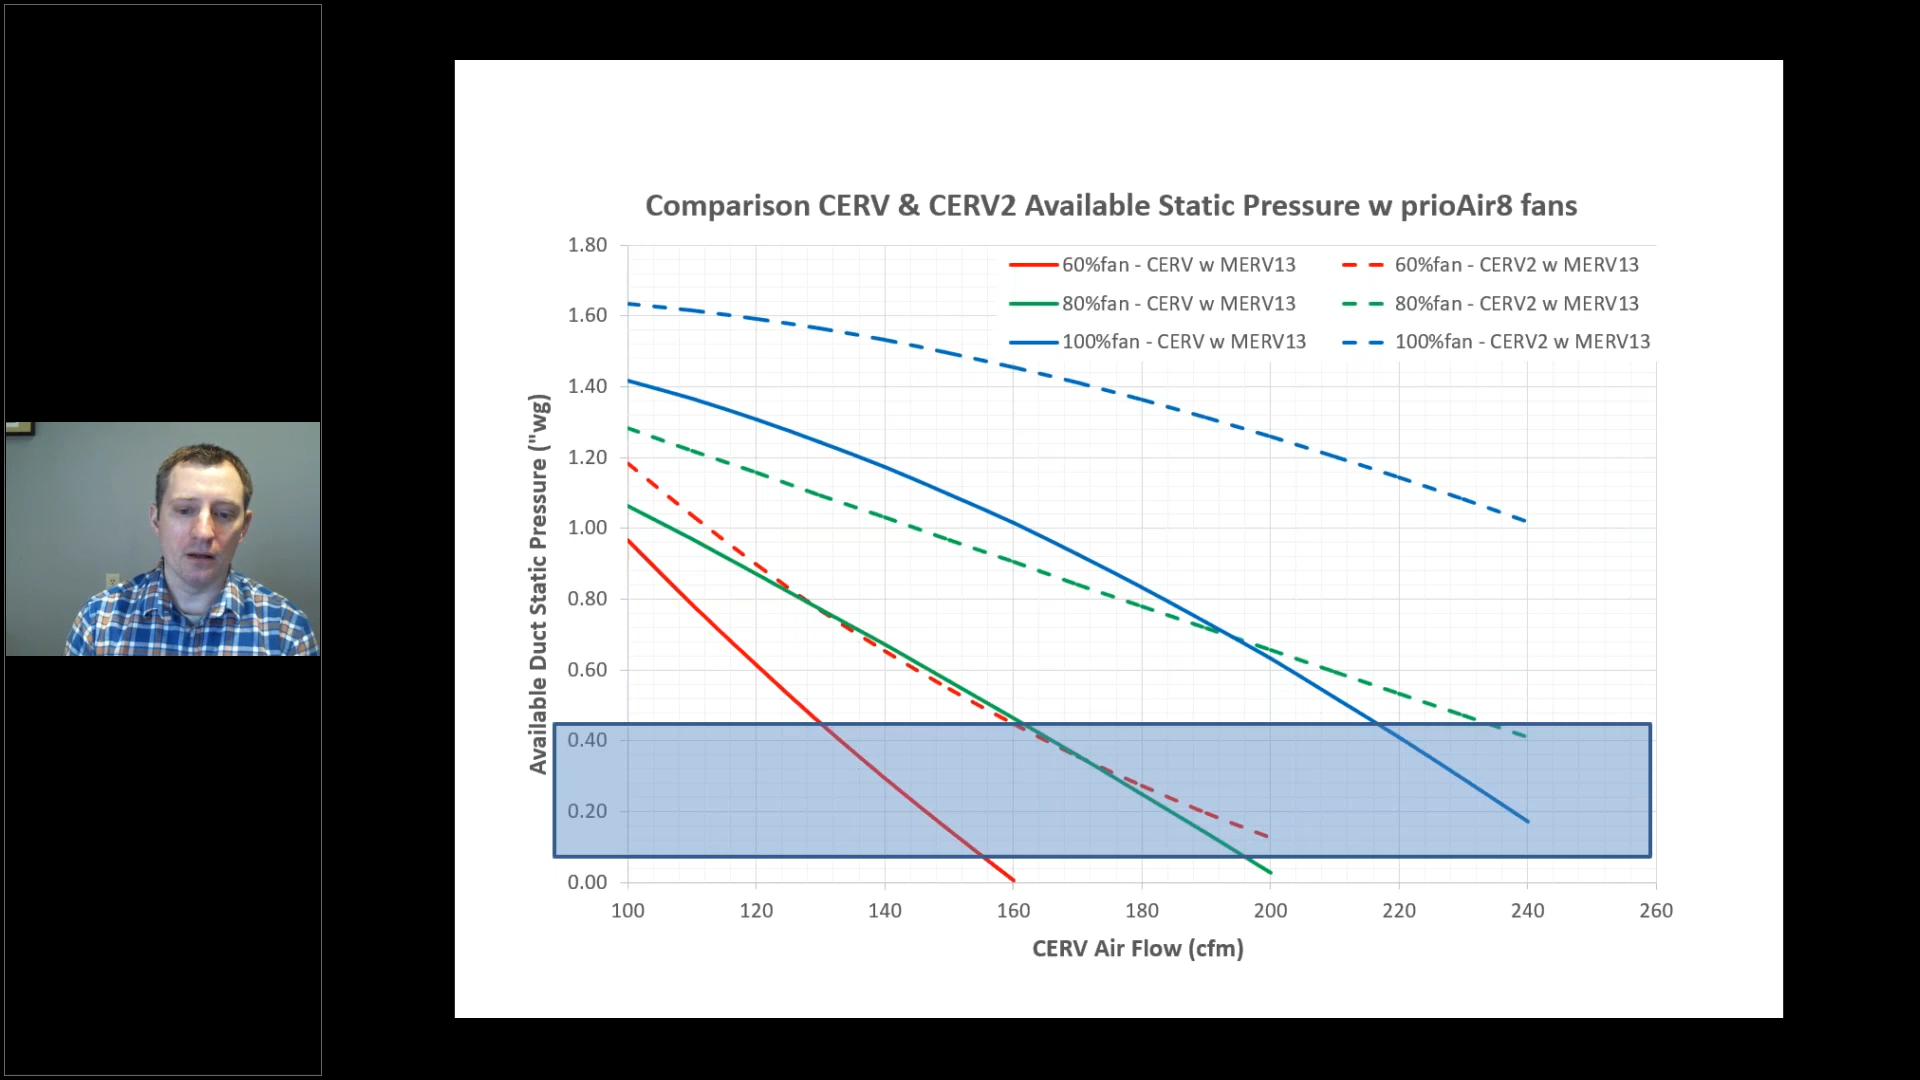 Comparison CERV & CERV2 Available Static Pressure w prioAir8 fans
60%fan - CERV w MERV13
60%fan - CERV2 w MERV13
80%fan - CERV w MERV13
80%fan - CERV2 w MERV13
100%fan - CERV w MERV13
100%fan - CERV2 w MERV13
Available Duct Static Pressure ("wg)
1.80
1.60
1.40
1.20
1.00
0.80
0.60
0.40
0.20
0.00
100 120 140 160 180 200 220 240 260
CERV Air Flow (cfm)